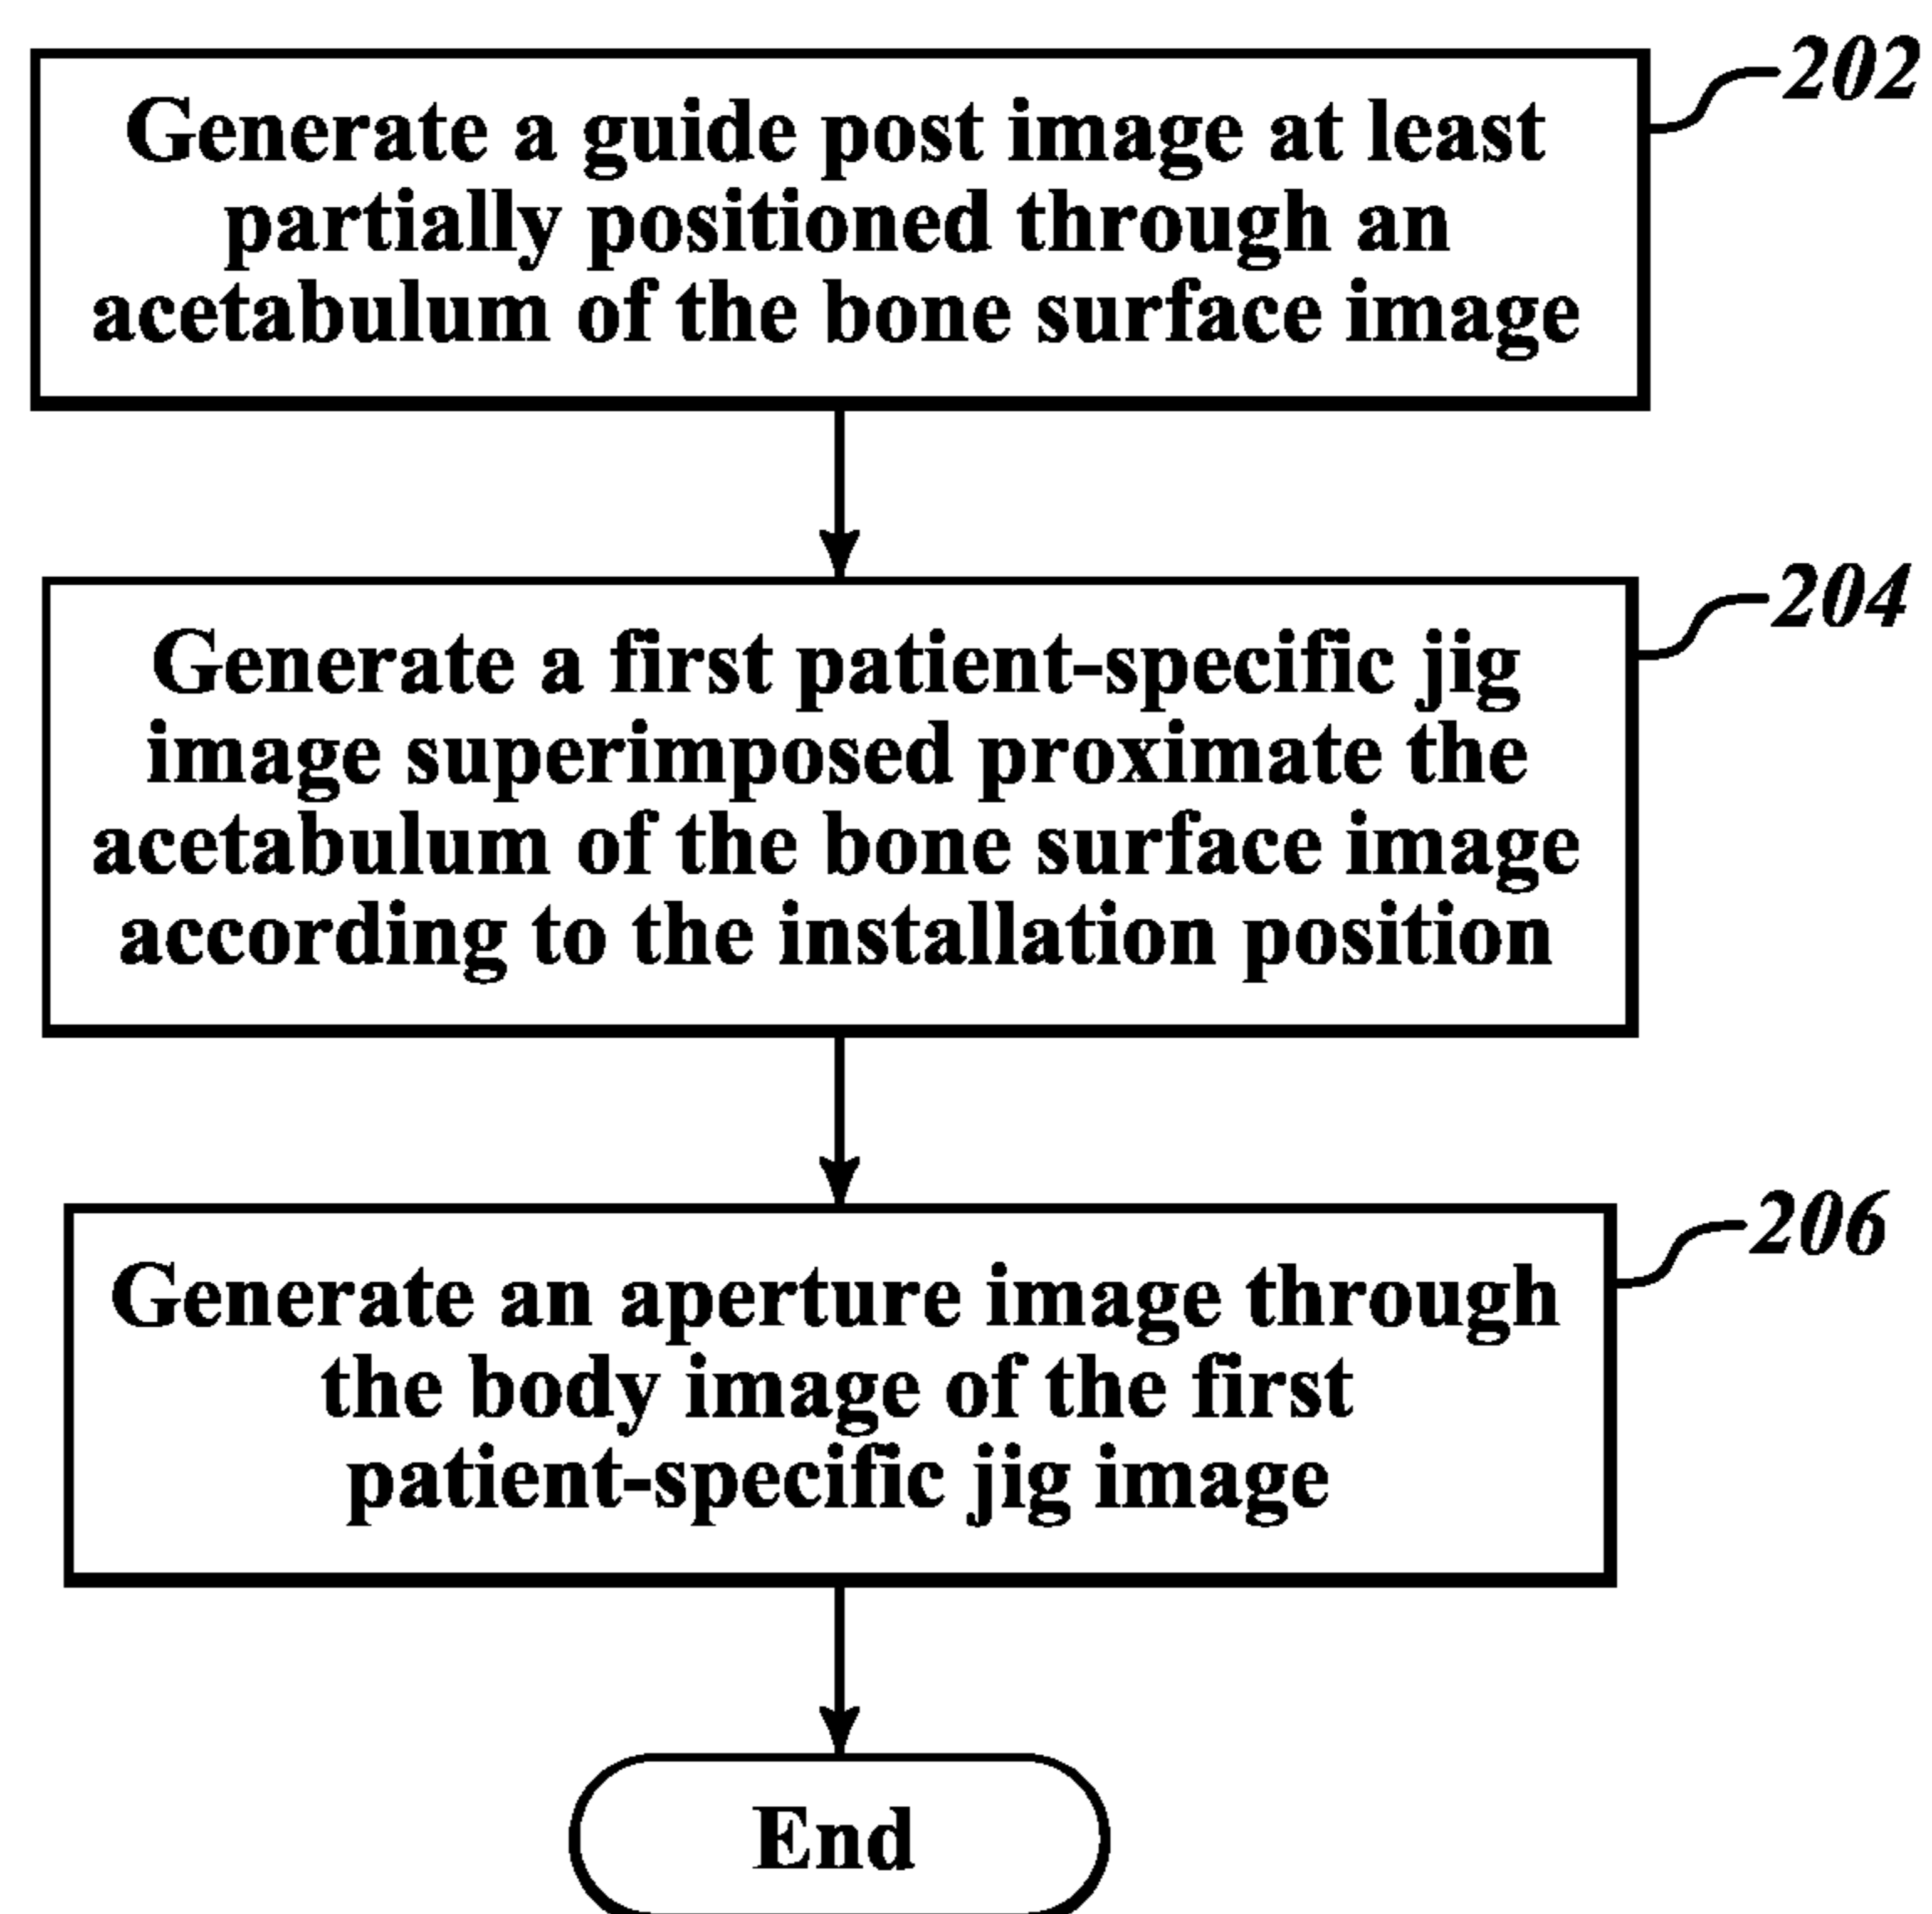 202
Generate a guide post image at least
partially positioned through an
acetabulum of the bone surface image
204
Generate a first patient-specific jig
image superimposed proximate the
acetabulum of the bone surface image
according to the installation position
206
Generate an aperture image through
the body image of the first
patient-specific jig image
End